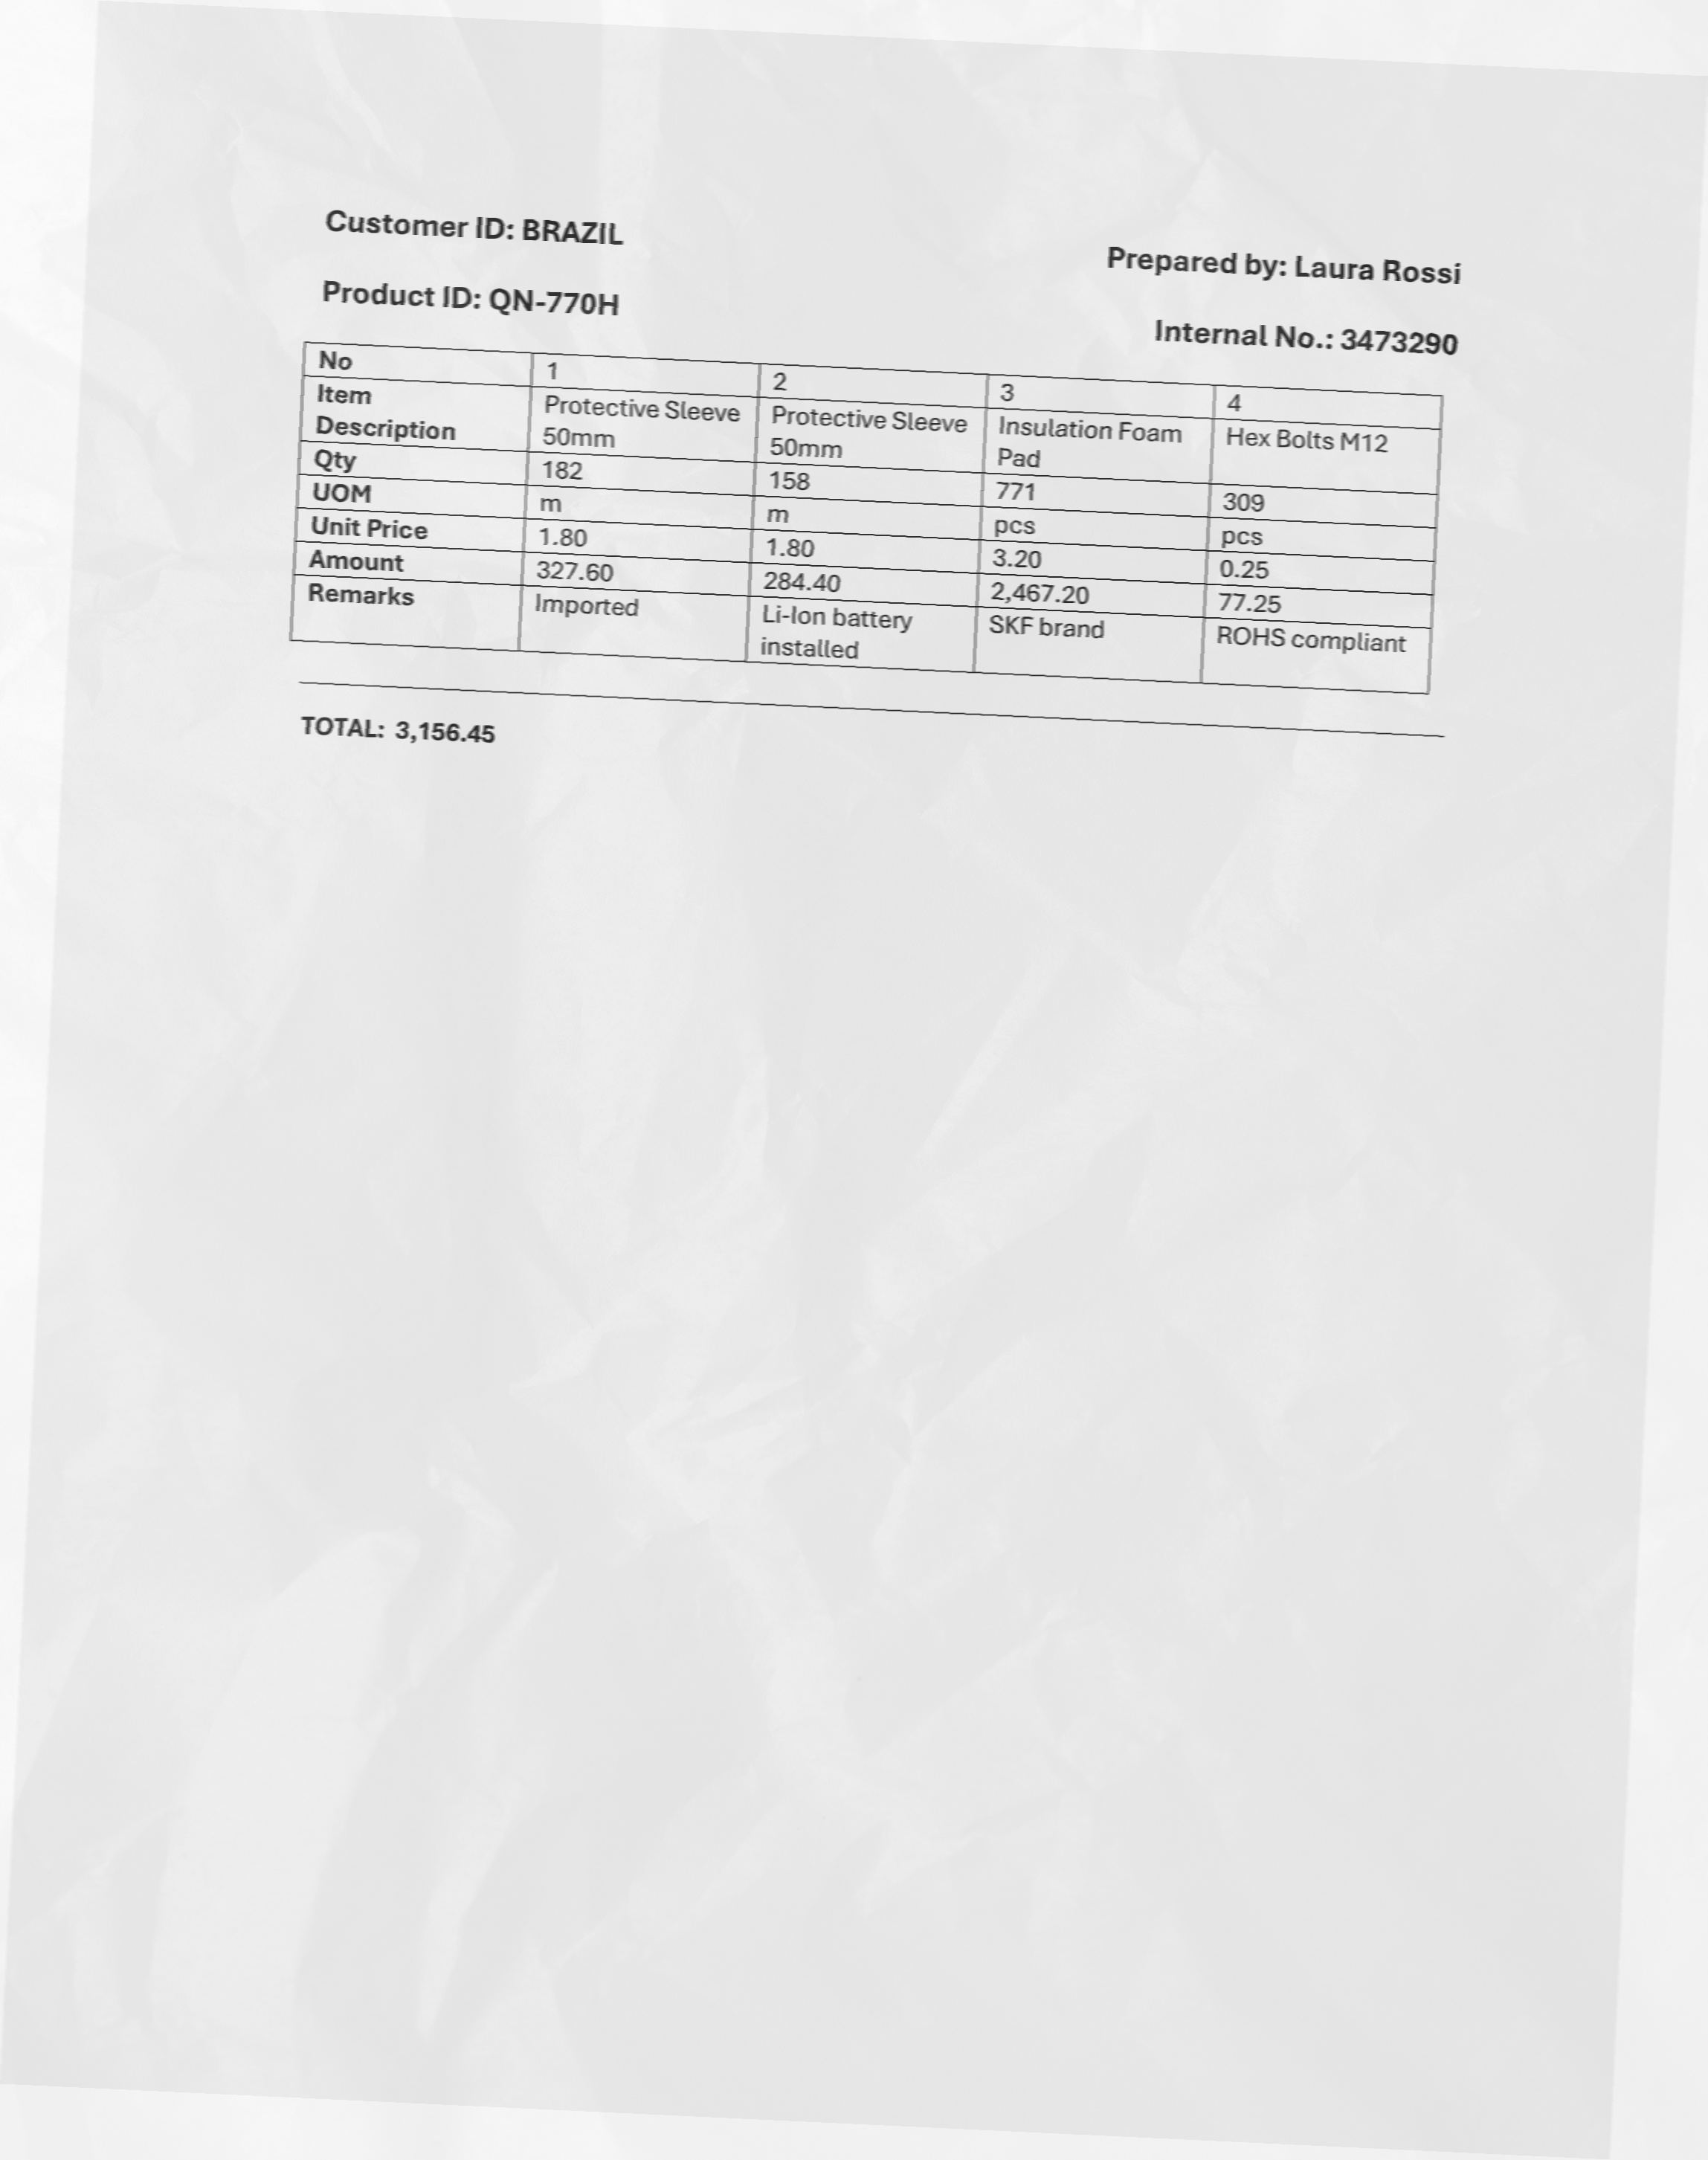 Customer ID: BRAZIL
Prepared by: Laura Rossi
Product ID: QN-770H
Internal No.: 3473290
No 1 2 3 4
Item Description Protective Sleeve 50mm Protective Sleeve 50mm Insulation Foam Pad Hex Bolts M12
Qty 182 158 771 309
UOM m m pcs pcs
Unit Price 1.80 1.80 3.20 0.25
Amount 327.60 284.40 2,467.20 77.25
Remarks Imported Li-Ion battery installed SKF brand ROHS compliant
TOTAL: 3,156.45